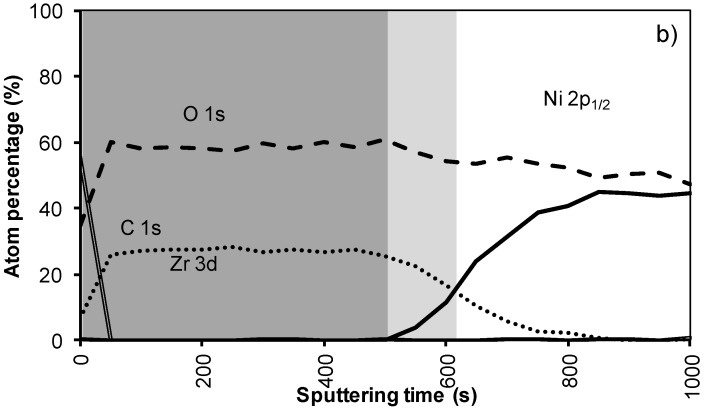 100
80
60
40
20
0
Atom percentage (%)
b)
Ni 2p1/2
O 1s
C 1s
Zr 3d
0
200
400
600
800
1000
Sputtering time (s)